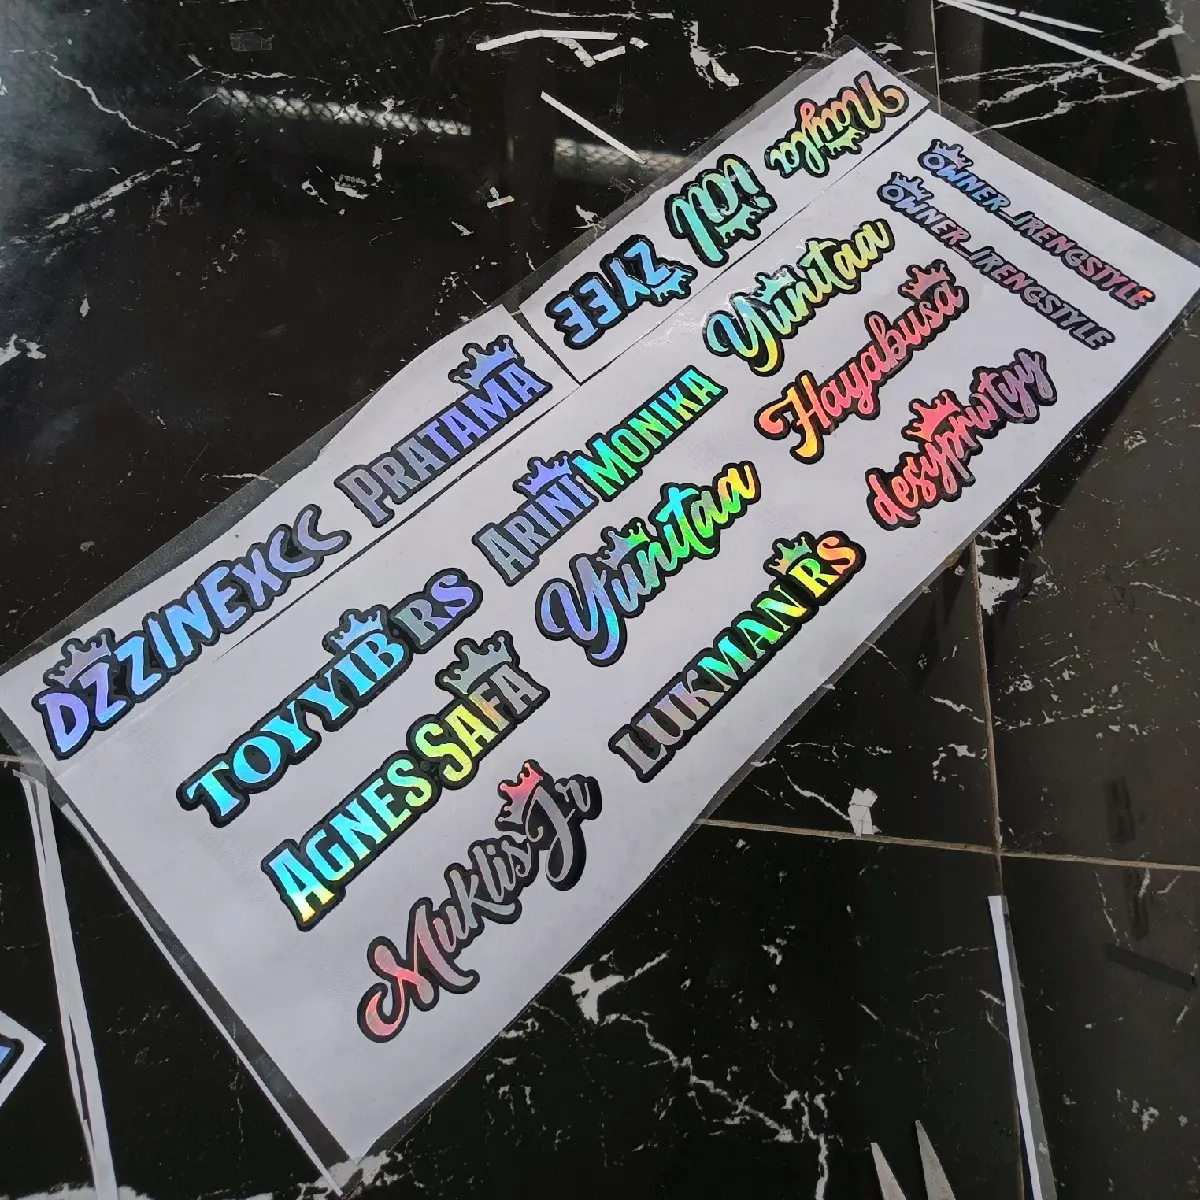 Nayla
ZYEE
Yunitaa
OWNER_IRENGSTYLE
OWNER_IRENGSTYLE
PRATAMA
ARINI MONIKA
Hayabusa
DZZINEXCC
Yunitaa
desyprwtyy
TOYYIB RS
LUKMAN RS
AGNES SAFA
Muklis Jr